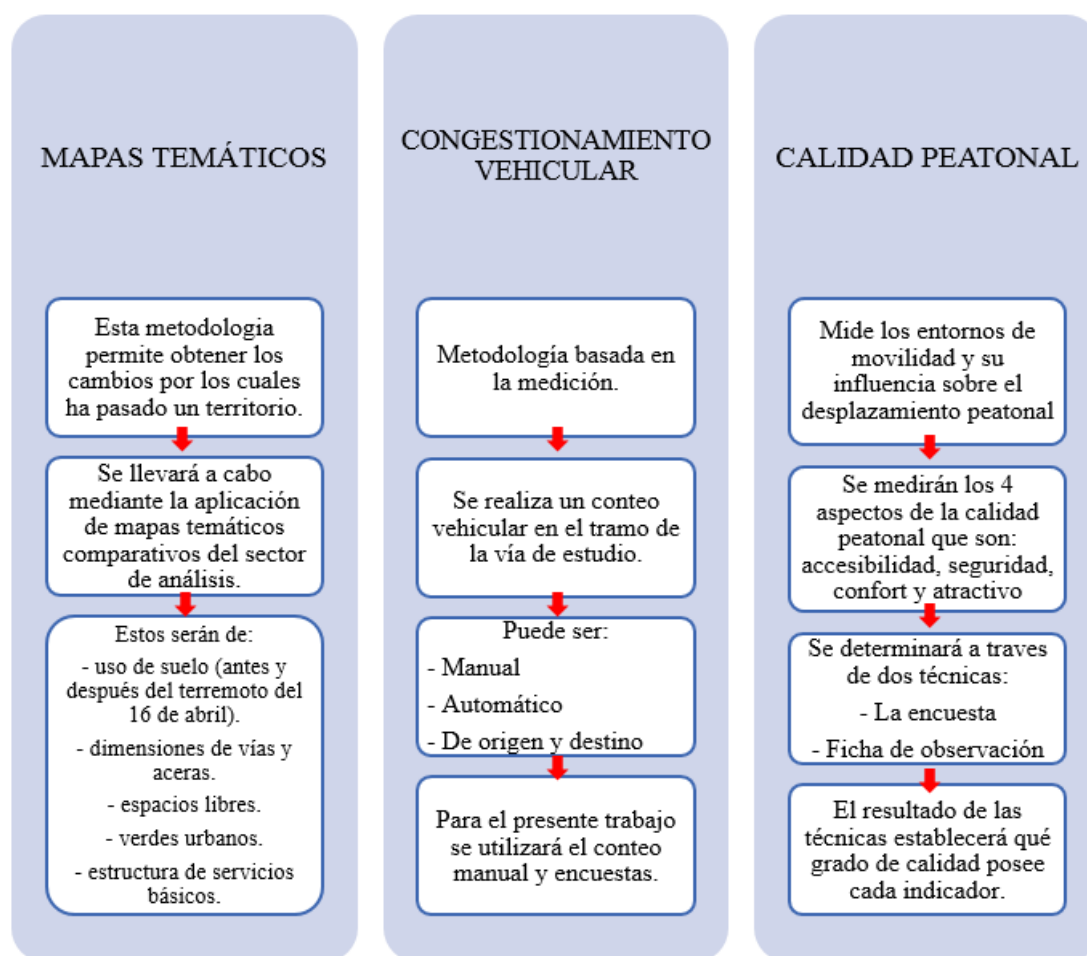 MAPAS TEMÁTICOS
Esta metodologia
permite obtener los
cambios por los cuales
ha pasado un territorio.
Se llevará a cabo
mediante la aplicación
de mapas temáticos
comparativos del sector
de análisis.
Estos serán de:
- uso de suelo (antes y
después del terremoto del
16 de abril).
- dimensiones de vías y
aceras.
- espacios libres.
- verdes urbanos.
- estructura de servicios
básicos.
CONGESTIONAMIENTO
VEHICULAR
Metodología basada en
la medición.
Se realiza un conteo
vehicular en el tramo de
la vía de estudio.
Puede ser:
- Manual
- Automático
- De origen y destino
Para el presente trabajo
se utilizará el conteo
manual y encuestas.
CALIDAD PEATONAL
Mide los entornos de
movilidad y su
influencia sobre el
desplazamiento peatonal
Se medirán los 4
aspectos de la calidad
peatonal que son:
accesibilidad, seguridad,
confort y atractivo
Se determinará a traves
de dos técnicas:
- La encuesta
- Ficha de observación
El resultado de las
técnicas establecerá qué
grado de calidad posee
cada indicador.